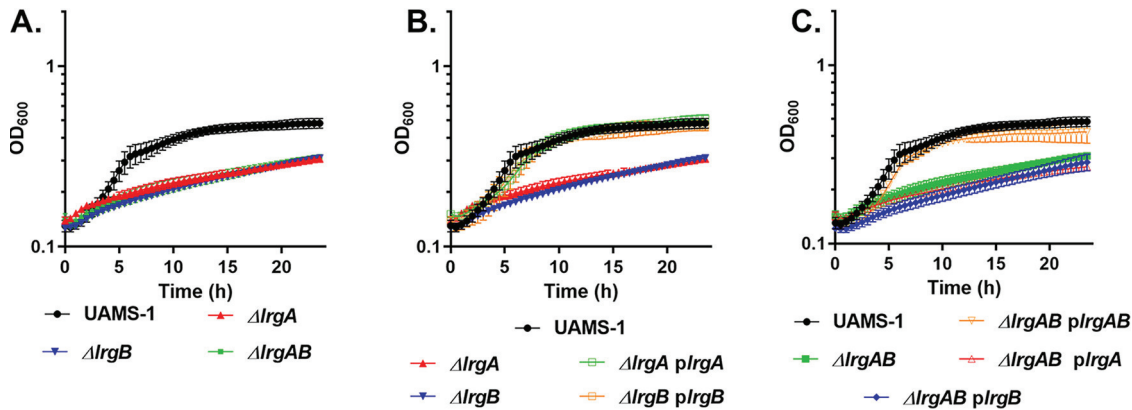 A.
OD600
1
0.1
0 5 10 15 20
Time (h)
UAMS-1 ΔlrgA
ΔlrgB ΔlrgAB
B.
OD600
1
0.1
0 5 10 15 20
Time (h)
UAMS-1
ΔlrgA ΔlrgA plrgA
ΔlrgB ΔlrgB plrgB
C.
OD600
1
0.1
0 5 10 15 20
Time (h)
UAMS-1 ΔlrgAB plrgAB
ΔlrgAB ΔlrgAB plrgA
ΔlrgAB plrgB